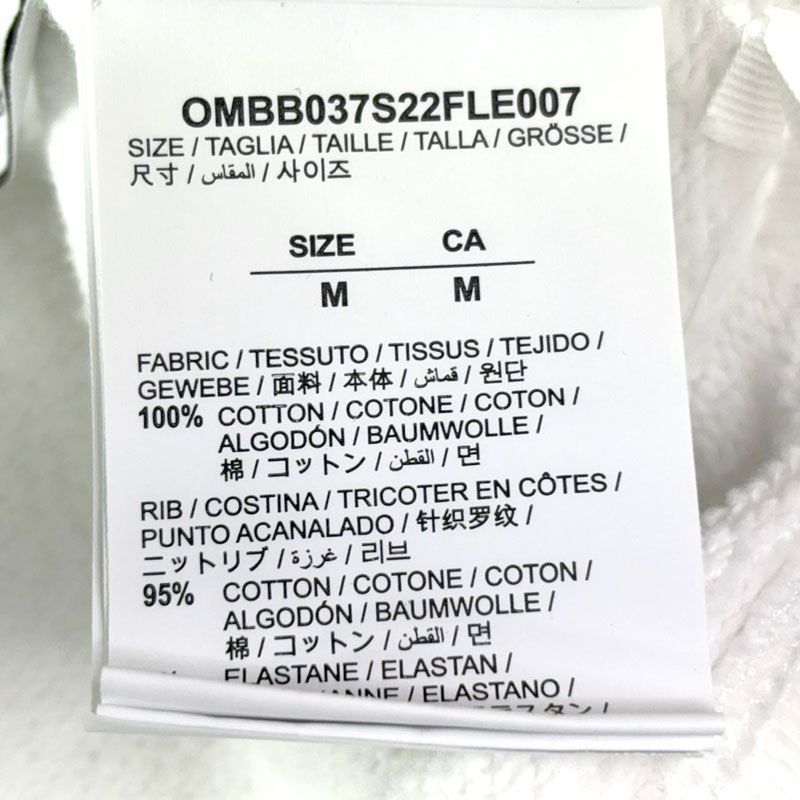 OMBB037S22FLE007
SIZE / TAGLIA / TAILLE / TALLA / GRÖSSE /
尺寸 / المقاس / 사이즈
SIZE CA
M M
FABRIC / TESSUTO / TISSUS / TEJIDO /
GEWEBE / 面料 / 本体 / قماش / 원단
100% COTTON / COTONE / COTON /
ALGODÓN / BAUMWOLLE /
棉 / コットン / القطن / 면
RIB / COSTINA / TRICOTER EN CÔTES /
PUNTO ACANALADO / 针织罗纹 /
ニットリブ / غرزة / 리브
95% COTTON / COTONE / COTON /
ALGODÓN / BAUMWOLLE /
棉 / コットン / القطن / 면
ELASTANE / ELASTAN /
/ ELASTANO /